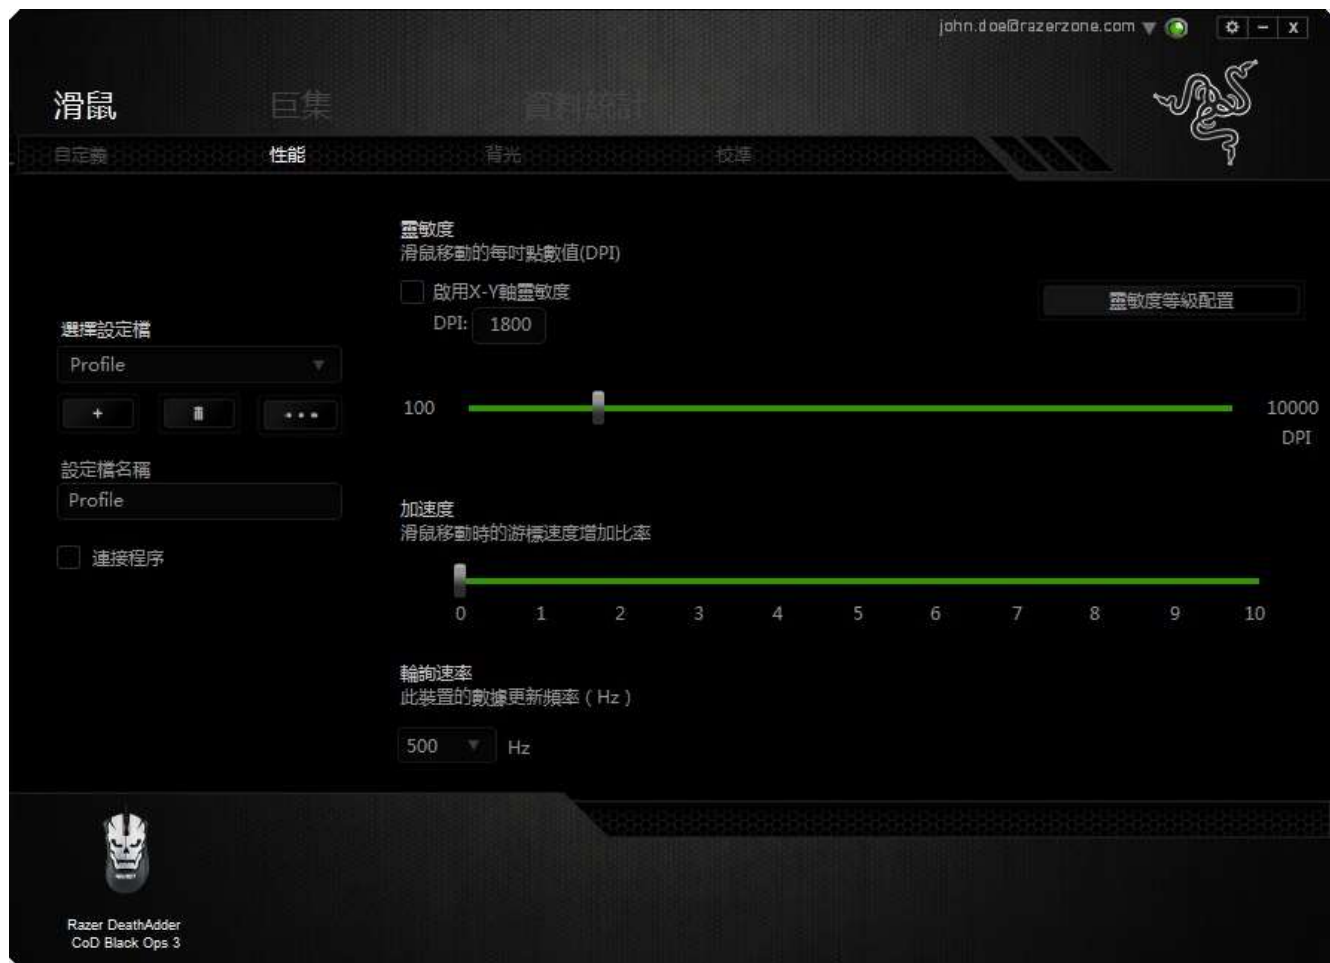 john.doe@razerzone.com
滑鼠 巨集 資料統計
自定義 性能 背光 校準
靈敏度
滑鼠移動的每吋點數值(DPI)
啟用X-Y軸靈敏度
靈敏度等級配置
DPI: 1800
選擇設定檔
Profile
100 10000
DPI
設定檔名稱
Profile
加速度
滑鼠移動時的游標速度增加比率
連接程序
0 1 2 3 4 5 6 7 8 9 10
輪詢速率
此裝置的數據更新頻率 ( Hz )
500 Hz
Razer DeathAdder
CoD Black Ops 3